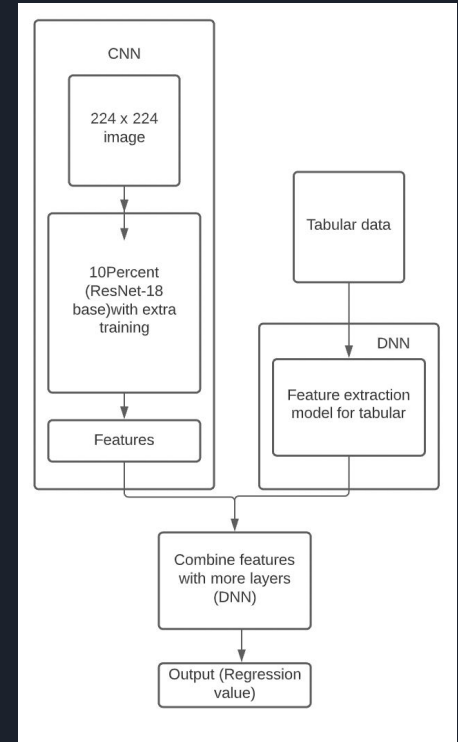 CNN
224 x 224
image
10Percent
(ResNet-18
base)with extra
training
Features
Tabular data
DNN
Feature extraction
model for tabular
Combine features
with more layers
(DNN)
Output (Regression
value)